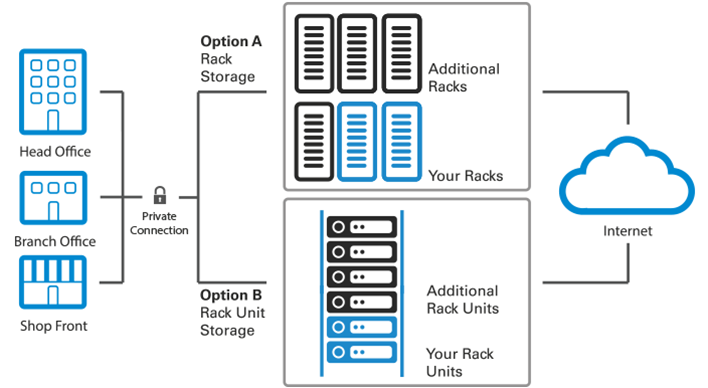 Head Office
Branch Office
Shop Front
Private
Connection
Option A
Rack
Storage
Additional
Racks
Your Racks
Option B
Rack Unit
Storage
Additional
Rack Units
Your Rack
Units
Internet